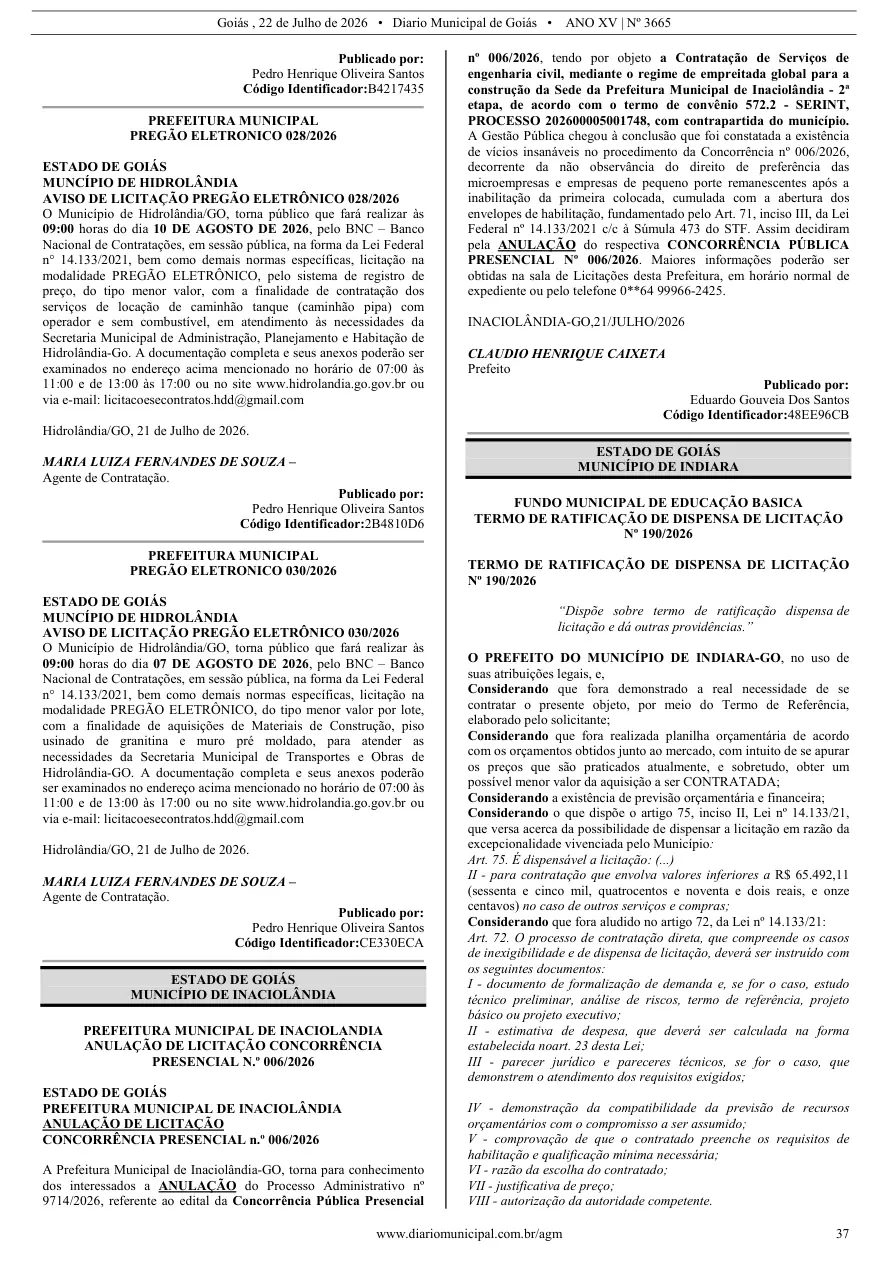 Goiás , 22 de Julho de 2026 • Diario Municipal de Goiás • ANO XV | Nº 3665
Publicado por:
Pedro Henrique Oliveira Santos
Código Identificador:B4217435
PREFEITURA MUNICIPAL
PREGÃO ELETRONICO 028/2026
ESTADO DE GOIÁS
MUNCÍPIO DE HIDROLÂNDIA
AVISO DE LICITAÇÃO PREGÃO ELETRÔNICO 028/2026
O Município de Hidrolândia/GO, torna público que fará realizar às
09:00 horas do dia 10 DE AGOSTO DE 2026, pelo BNC – Banco
Nacional de Contratações, em sessão pública, na forma da Lei Federal
n° 14.133/2021, bem como demais normas específicas, licitação na
modalidade PREGÃO ELETRÔNICO, pelo sistema de registro de
preço, do tipo menor valor, com a finalidade de contratação dos
serviços de locação de caminhão tanque (caminhão pipa) com
operador e sem combustível, em atendimento às necessidades da
Secretaria Municipal de Administração, Planejamento e Habitação de
Hidrolândia-Go. A documentação completa e seus anexos poderão ser
examinados no endereço acima mencionado no horário de 07:00 às
11:00 e de 13:00 às 17:00 ou no site www.hidrolandia.go.gov.br ou
via e-mail: licitacoesecontratos.hdd@gmail.com
Hidrolândia/GO, 21 de Julho de 2026.
MARIA LUIZA FERNANDES DE SOUZA –
Agente de Contratação.
Publicado por:
Pedro Henrique Oliveira Santos
Código Identificador:2B4810D6
PREFEITURA MUNICIPAL
PREGÃO ELETRONICO 030/2026
ESTADO DE GOIÁS
MUNCÍPIO DE HIDROLÂNDIA
AVISO DE LICITAÇÃO PREGÃO ELETRÔNICO 030/2026
O Município de Hidrolândia/GO, torna público que fará realizar às
09:00 horas do dia 07 DE AGOSTO DE 2026, pelo BNC – Banco
Nacional de Contratações, em sessão pública, na forma da Lei Federal
n° 14.133/2021, bem como demais normas específicas, licitação na
modalidade PREGÃO ELETRÔNICO, do tipo menor valor por lote,
com a finalidade de aquisições de Materiais de Construção, piso
usinado de granitina e muro pré moldado, para atender as
necessidades da Secretaria Municipal de Transportes e Obras de
Hidrolândia-GO. A documentação completa e seus anexos poderão
ser examinados no endereço acima mencionado no horário de 07:00 às
11:00 e de 13:00 às 17:00 ou no site www.hidrolandia.go.gov.br ou
via e-mail: licitacoesecontratos.hdd@gmail.com
Hidrolândia/GO, 21 de Julho de 2026.
MARIA LUIZA FERNANDES DE SOUZA –
Agente de Contratação.
Publicado por:
Pedro Henrique Oliveira Santos
Código Identificador:CE330ECA
ESTADO DE GOIÁS
MUNICÍPIO DE INACIOLÂNDIA
PREFEITURA MUNICIPAL DE INACIOLANDIA
ANULAÇÃO DE LICITAÇÃO CONCORRÊNCIA
PRESENCIAL N.º 006/2026
ESTADO DE GOIÁS
PREFEITURA MUNICIPAL DE INACIOLÂNDIA
ANULAÇÃO DE LICITAÇÃO
CONCORRÊNCIA PRESENCIAL n.º 006/2026
A Prefeitura Municipal de Inaciolândia-GO, torna para conhecimento
dos interessados a ANULAÇÃO do Processo Administrativo nº
9714/2026, referente ao edital da Concorrência Pública Presencial
nº 006/2026, tendo por objeto a Contratação de Serviços de
engenharia civil, mediante o regime de empreitada global para a
construção da Sede da Prefeitura Municipal de Inaciolândia - 2ª
etapa, de acordo com o termo de convênio 572.2 - SERINT,
PROCESSO 202600005001748, com contrapartida do município.
A Gestão Pública chegou à conclusão que foi constatada a existência
de vícios insanáveis no procedimento da Concorrência nº 006/2026,
decorrente da não observância do direito de preferência das
microempresas e empresas de pequeno porte remanescentes após a
inabilitação da primeira colocada, cumulada com a abertura dos
envelopes de habilitação, fundamentado pelo Art. 71, inciso III, da Lei
Federal nº 14.133/2021 c/c à Súmula 473 do STF. Assim decidiram
pela ANULAÇÃO do respectiva CONCORRÊNCIA PÚBLICA
PRESENCIAL Nº 006/2026. Maiores informações poderão ser
obtidas na sala de Licitações desta Prefeitura, em horário normal de
expediente ou pelo telefone 0**64 99966-2425.
INACIOLÂNDIA-GO,21/JULHO/2026
CLAUDIO HENRIQUE CAIXETA
Prefeito
Publicado por:
Eduardo Gouveia Dos Santos
Código Identificador:48EE96CB
ESTADO DE GOIÁS
MUNICÍPIO DE INDIARA
FUNDO MUNICIPAL DE EDUCAÇÃO BASICA
TERMO DE RATIFICAÇÃO DE DISPENSA DE LICITAÇÃO
Nº 190/2026
TERMO DE RATIFICAÇÃO DE DISPENSA DE LICITAÇÃO
Nº 190/2026
“Dispõe sobre termo de ratificação dispensa de
licitação e dá outras providências.”
O PREFEITO DO MUNICÍPIO DE INDIARA-GO, no uso de
suas atribuições legais, e,
Considerando que fora demonstrado a real necessidade de se
contratar o presente objeto, por meio do Termo de Referência,
elaborado pelo solicitante;
Considerando que fora realizada planilha orçamentária de acordo
com os orçamentos obtidos junto ao mercado, com intuito de se apurar
os preços que são praticados atualmente, e sobretudo, obter um
possível menor valor da aquisição a ser CONTRATADA;
Considerando a existência de previsão orçamentária e financeira;
Considerando o que dispõe o artigo 75, inciso II, Lei nº 14.133/21,
que versa acerca da possibilidade de dispensar a licitação em razão da
excepcionalidade vivenciada pelo Município:
Art. 75. É dispensável a licitação: (...)
II - para contratação que envolva valores inferiores a R$ 65.492,11
(sessenta e cinco mil, quatrocentos e noventa e dois reais, e onze
centavos) no caso de outros serviços e compras;
Considerando que fora aludido no artigo 72, da Lei nº 14.133/21:
Art. 72. O processo de contratação direta, que compreende os casos
de inexigibilidade e de dispensa de licitação, deverá ser instruído com
os seguintes documentos:
I - documento de formalização de demanda e, se for o caso, estudo
técnico preliminar, análise de riscos, termo de referência, projeto
básico ou projeto executivo;
II - estimativa de despesa, que deverá ser calculada na forma
estabelecida noart. 23 desta Lei;
III - parecer jurídico e pareceres técnicos, se for o caso, que
demonstrem o atendimento dos requisitos exigidos;
IV - demonstração da compatibilidade da previsão de recursos
orçamentários com o compromisso a ser assumido;
V - comprovação de que o contratado preenche os requisitos de
habilitação e qualificação mínima necessária;
VI - razão da escolha do contratado;
VII - justificativa de preço;
VIII - autorização da autoridade competente.
www.diariomunicipal.com.br/agm
37